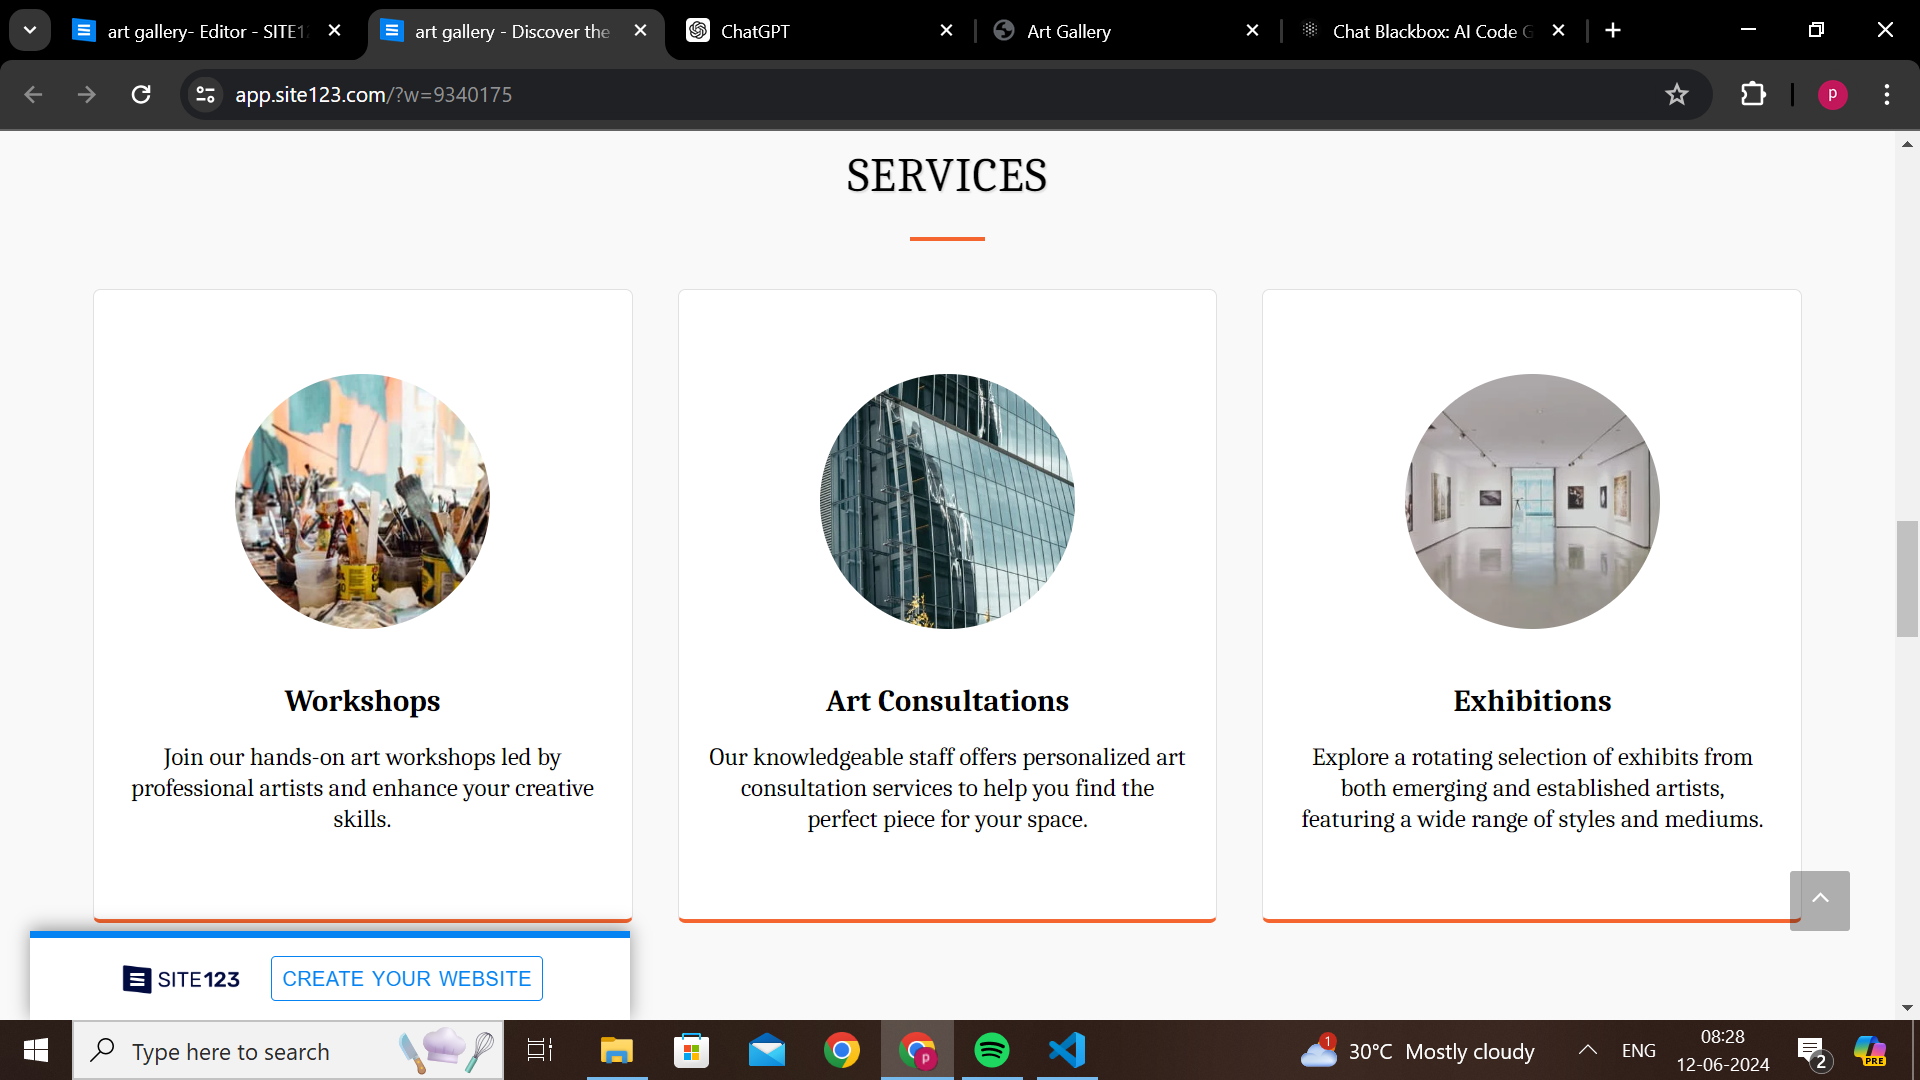 art gallery- Editor - SITE1
art gallery - Discover the
ChatGPT
Art Gallery
Chat Blackbox: AI Code G
app.site123.com/?w=9340175
p
SERVICES
Workshops
Join our hands-on art workshops led by
professional artists and enhance your creative
skills.
Art Consultations
Our knowledgeable staff offers personalized art
consultation services to help you find the
perfect piece for your space.
Exhibitions
Explore a rotating selection of exhibits from
both emerging and established artists,
featuring a wide range of styles and mediums.
SITE123
CREATE YOUR WEBSITE
Type here to search
p
1
30°C Mostly cloudy
ENG
08:28
12-06-2024
2
PRE